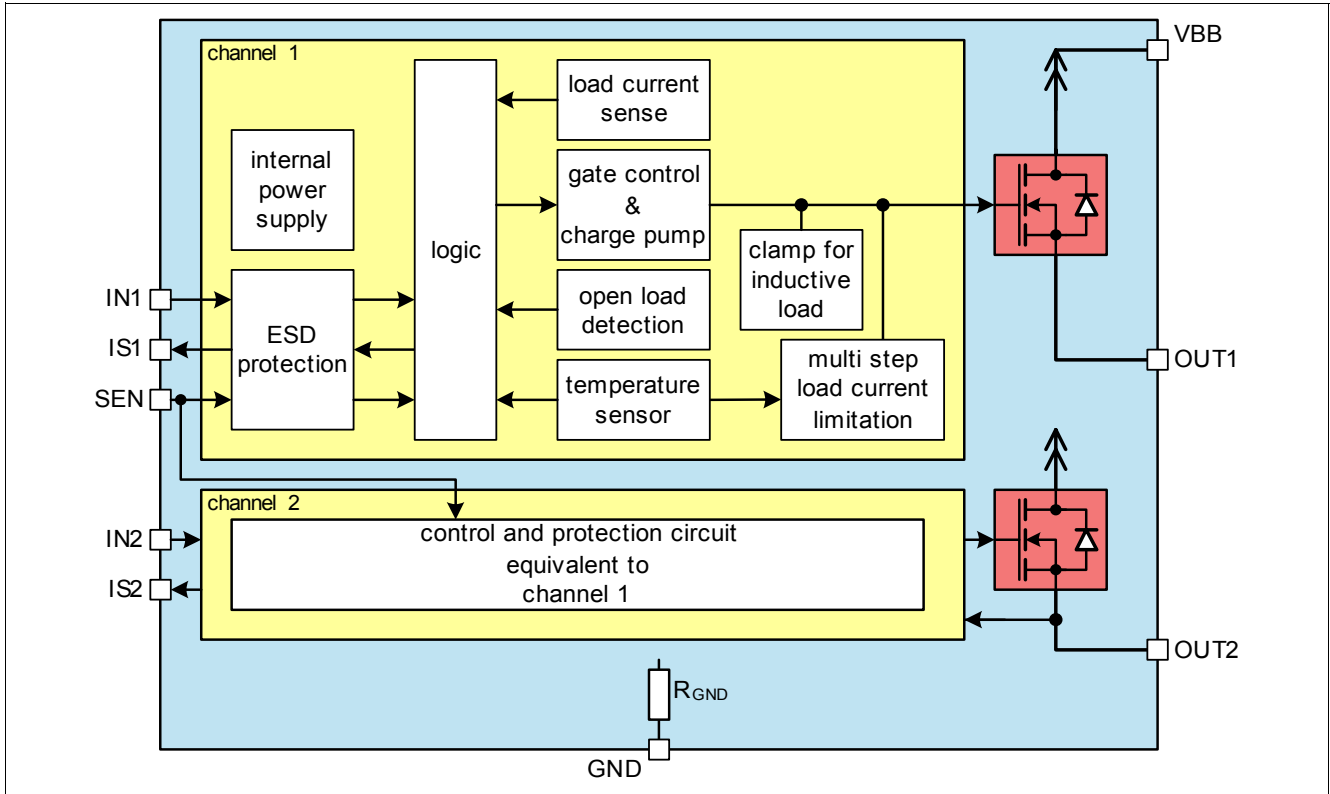 VBB
channel 1
load current
sense
internal
power
supply
gate control
&
charge pump
logic
clamp for
inductive
load
IN1
ESD
protection
open load
detection
IS1
multi step
load current
limitation
OUT1
SEN
temperature
sensor
channel 2
IN2
control and protection circuit
equivalent to
channel 1
IS2
OUT2
RGND
GND